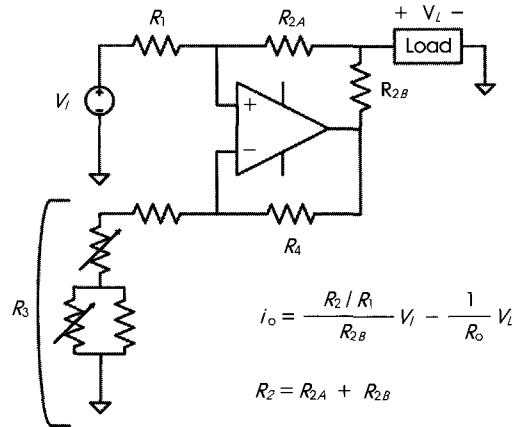 R1
R2A
+ VL −
Load
R2B
VI
+
−
+
−
R4
R3
io = R2 / R1 / R2B VI − 1 / Ro VL
R2 = R2A + R2B